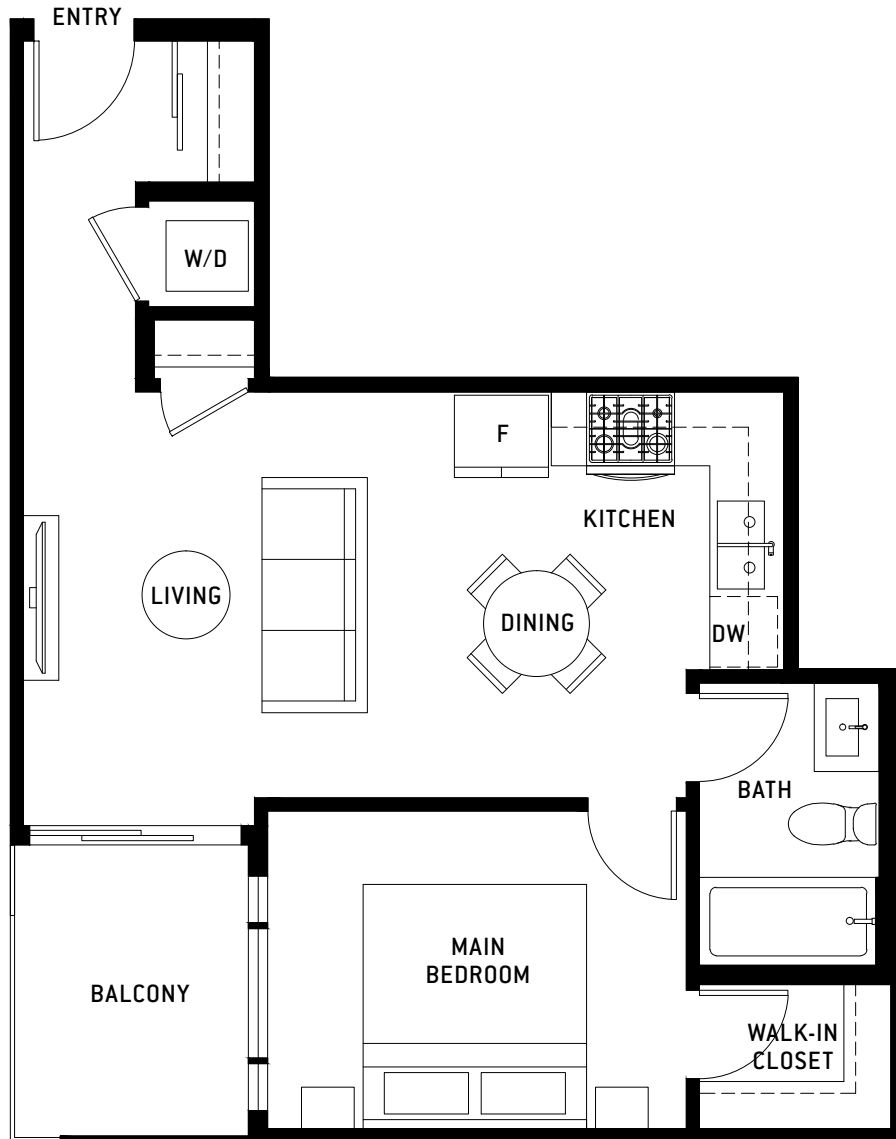 ENTRY
W/D
F
KITCHEN
LIVING
DINING
DW
BATH
MAIN
BEDROOM
BALCONY
WALK-IN
CLOSET